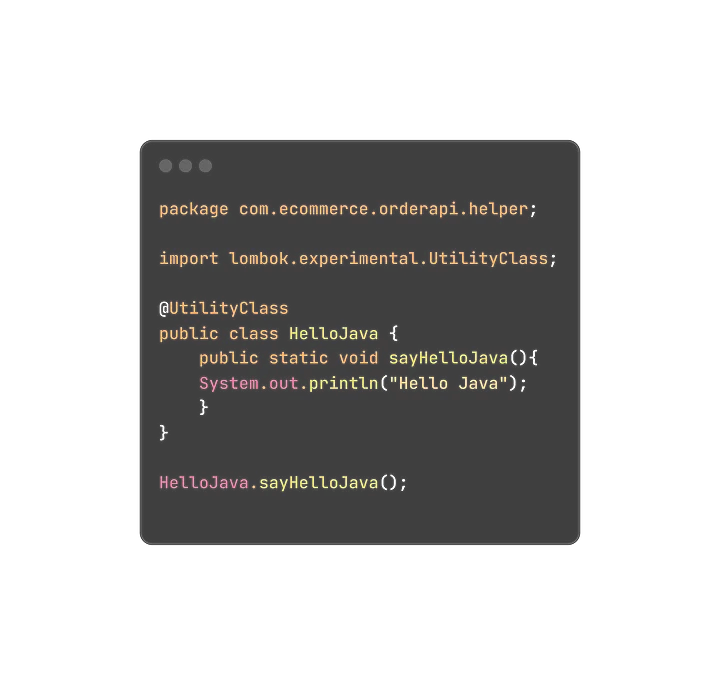 package com.ecommerce.orderapi.helper;
import lombok.experimental.UtilityClass;
@UtilityClass
public class HelloJava {
    public static void sayHelloJava(){
    System.out.println("Hello Java");
    }
}
HelloJava.sayHelloJava();